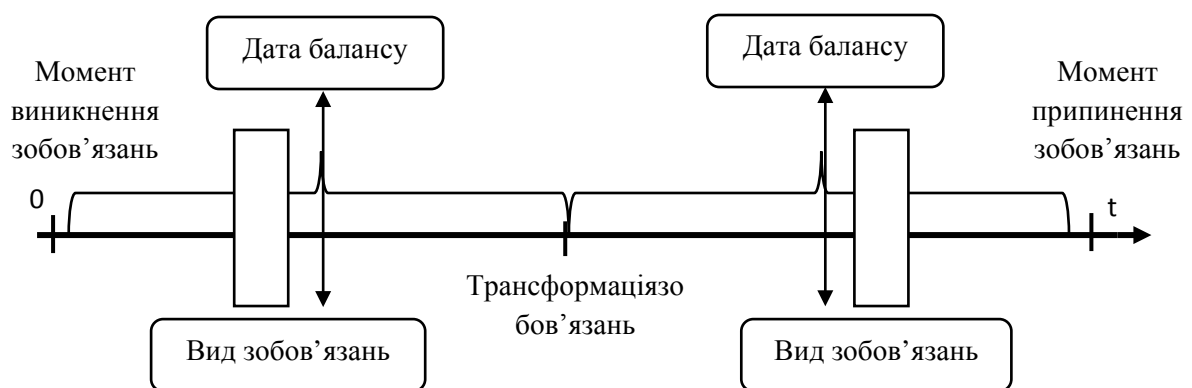 Дата балансу
Дата балансу
Момент
виникнення
зобов’язань
Момент
припинення
зобов’язань
0
t
Трансформаціязо
бов’язань
Вид зобов’язань
Вид зобов’язань